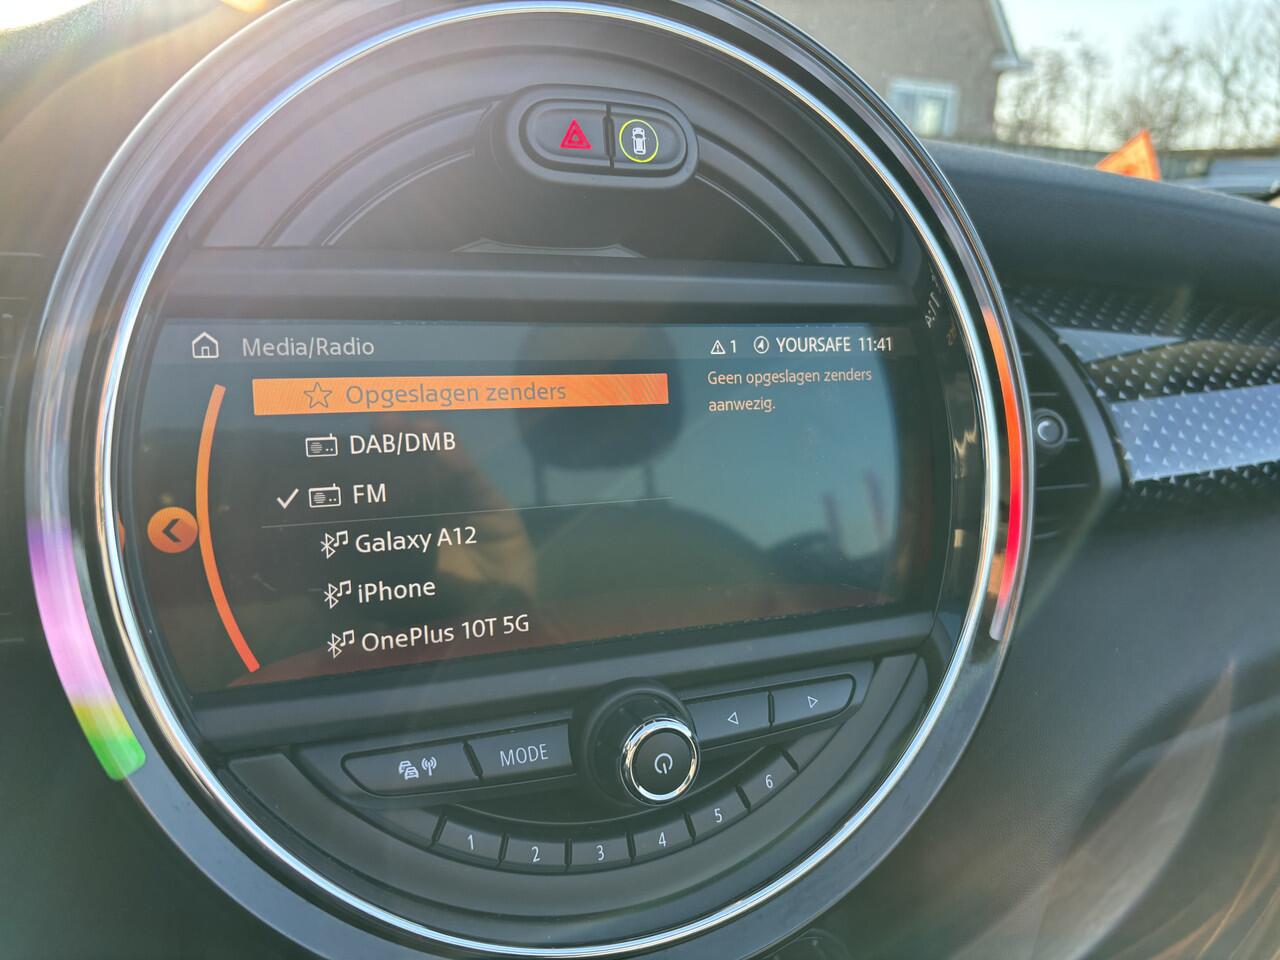 Media/Radio
1 YOURSAFE 11:41
Opgeslagen zenders
Geen opgeslagen zenders
aanwezig.
DAB/DMB
FM
Galaxy A12
iPhone
OnePlus 10T 5G
MODE
1 2 3 4 5 6